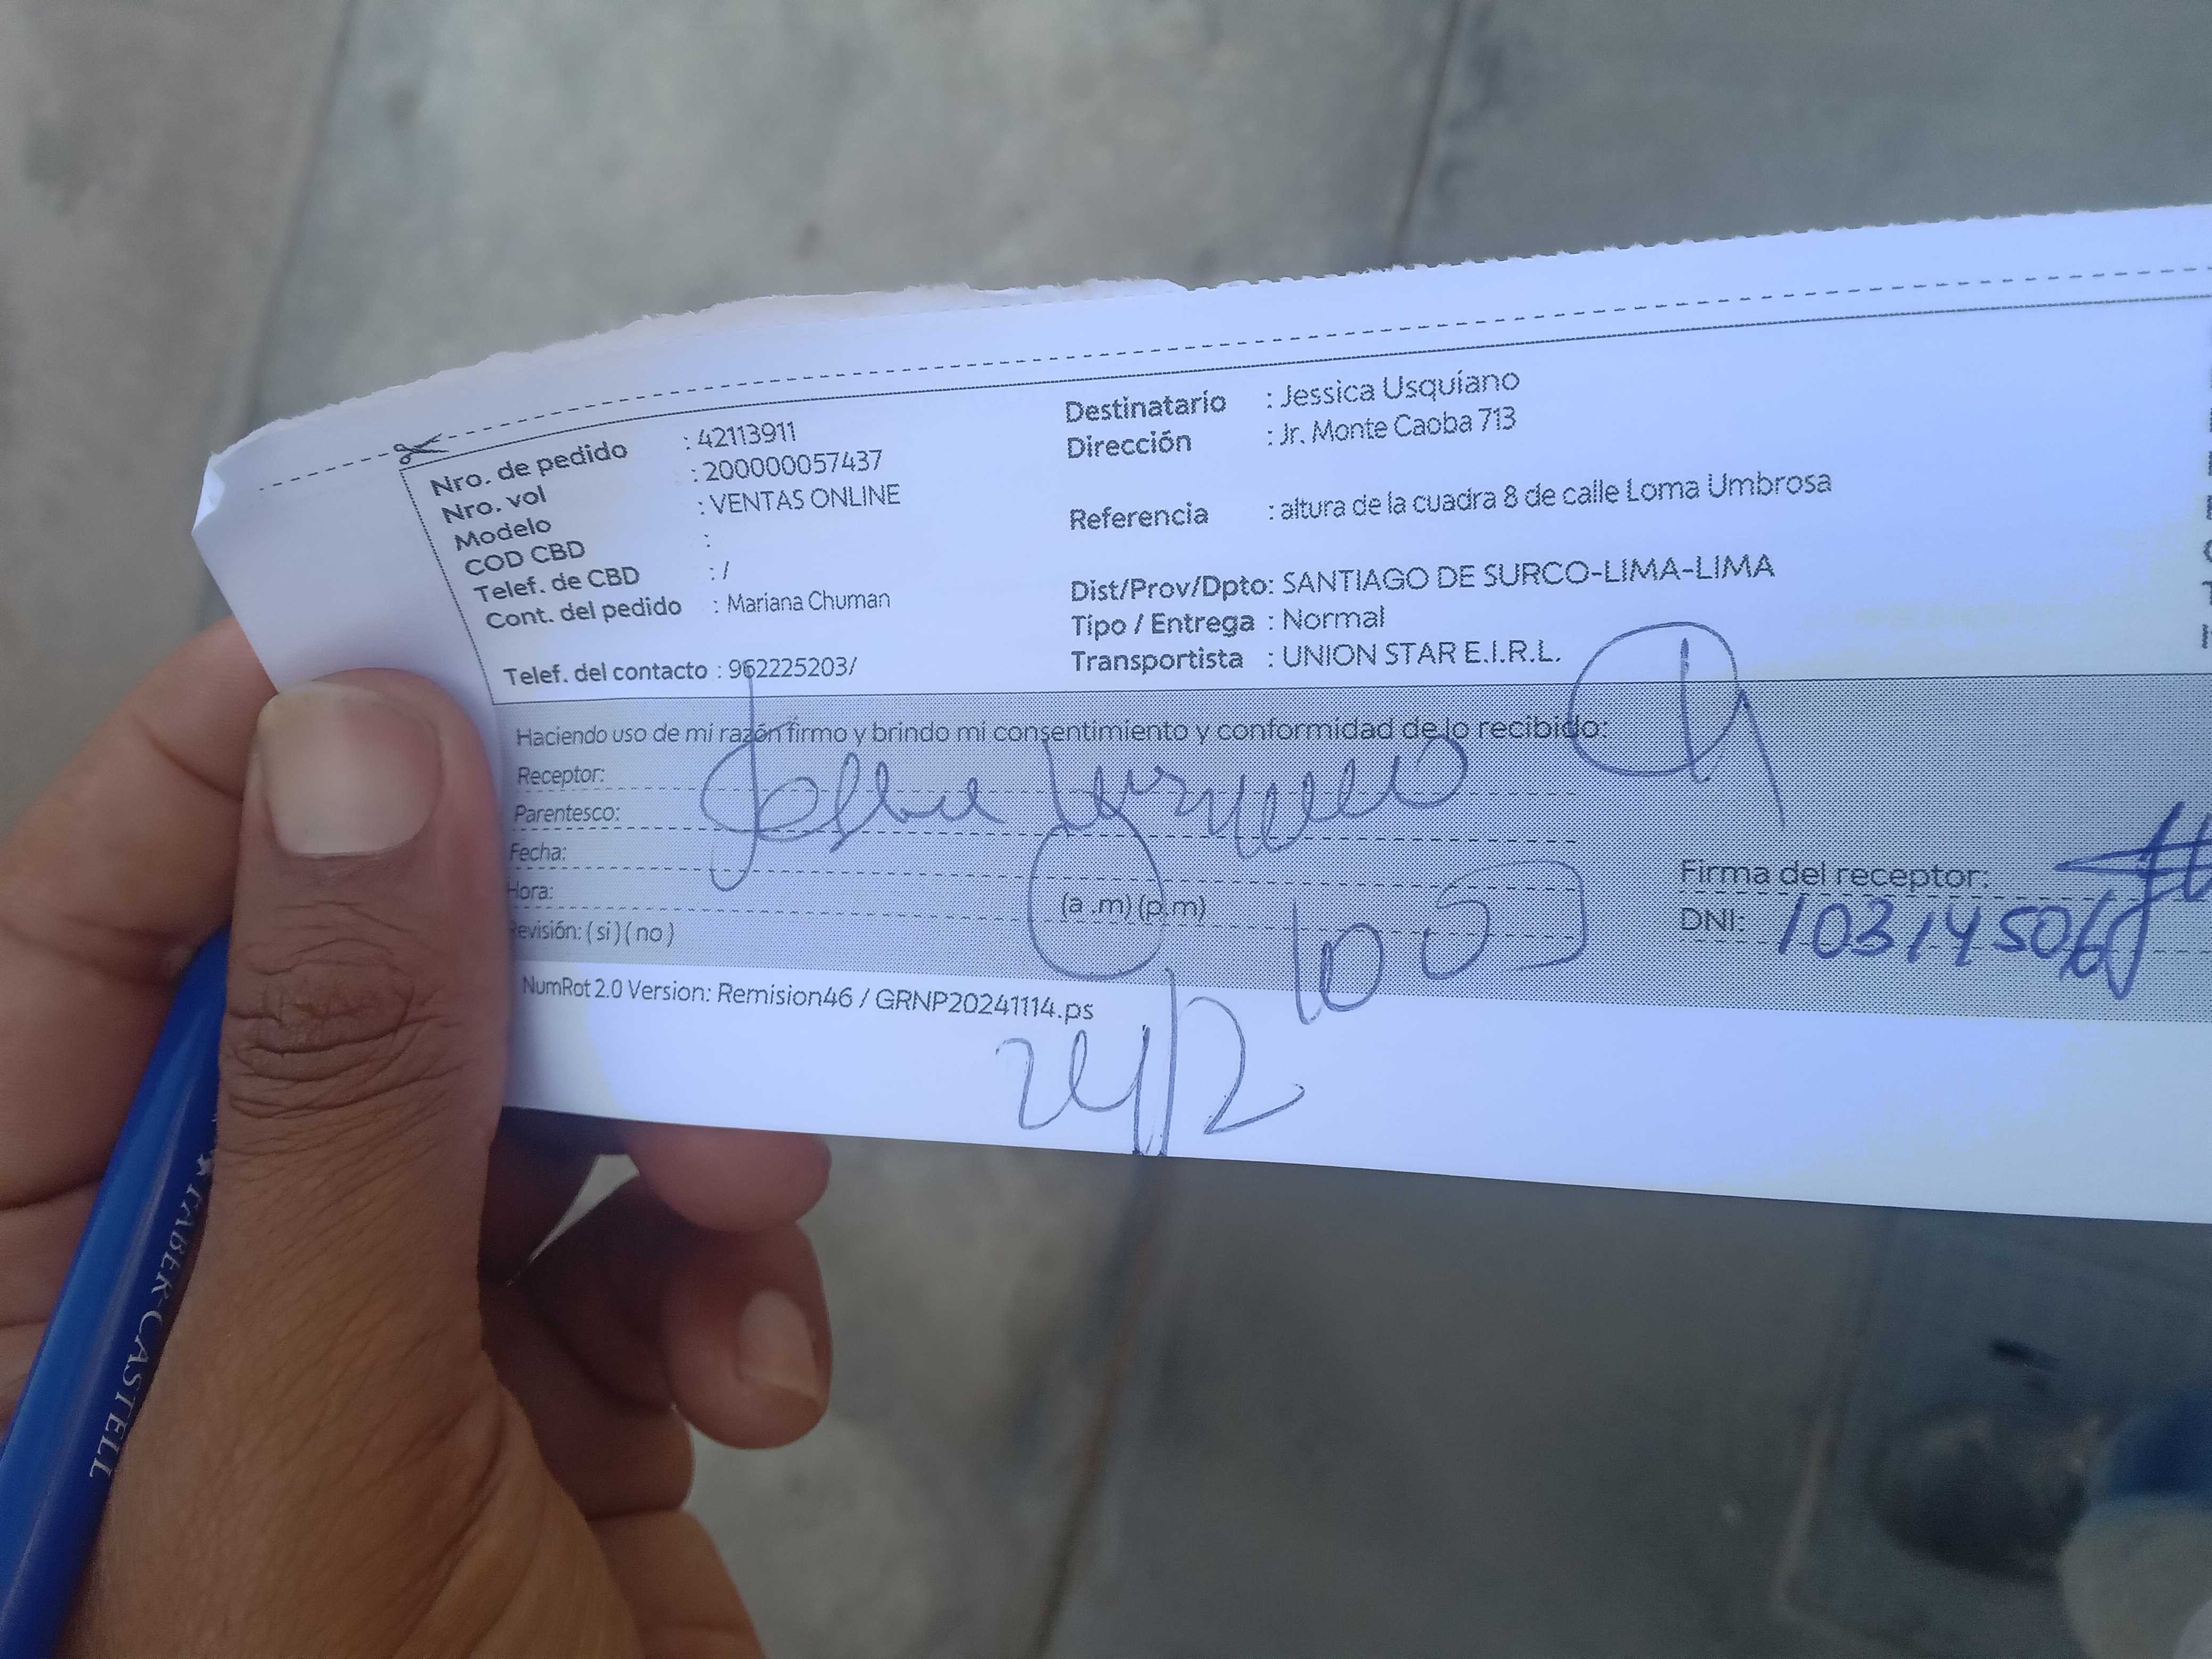 Nro. de pedido : 42113911
Nro. vol : 200000057437
Modelo : VENTAS ONLINE
COD CBD :
Telef. de CBD : /
Cont. del pedido : Mariana Chuman
Telef. del contacto : 962225203/
Destinatario : Jessica Usquiano
Dirección : Jr. Monte Caoba 713
Referencia : altura de la cuadra 8 de calle Loma Umbrosa
Dist/Prov/Dpto: SANTIAGO DE SURCO-LIMA-LIMA
Tipo / Entrega : Normal
Transportista : UNION STAR E.I.R.L.
Haciendo uso de mi razón firmo y brindo mi consentimiento y conformidad de lo recibido:
Receptor:
Parentesco:
Fecha:
Hora: (a .m) (p.m)
Revisión: ( si ) ( no )
Firma del receptor:
DNI:
NumRot 2.0 Version: Remision46 / GRNP20241114.ps
24/2
FABER-CASTELL